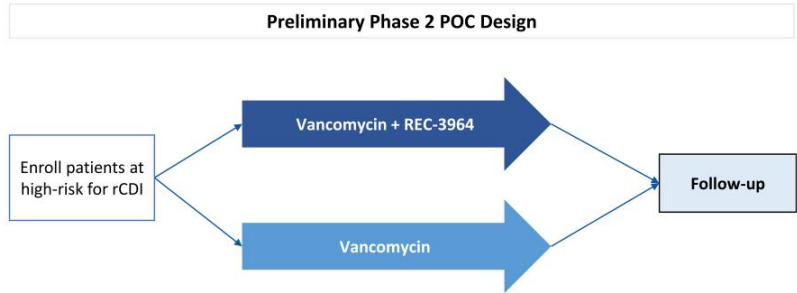 Preliminary Phase 2 POC Design
Vancomycin + REC-3964
Enroll patients at
high-risk for rCDI
Follow-up
Vancomycin